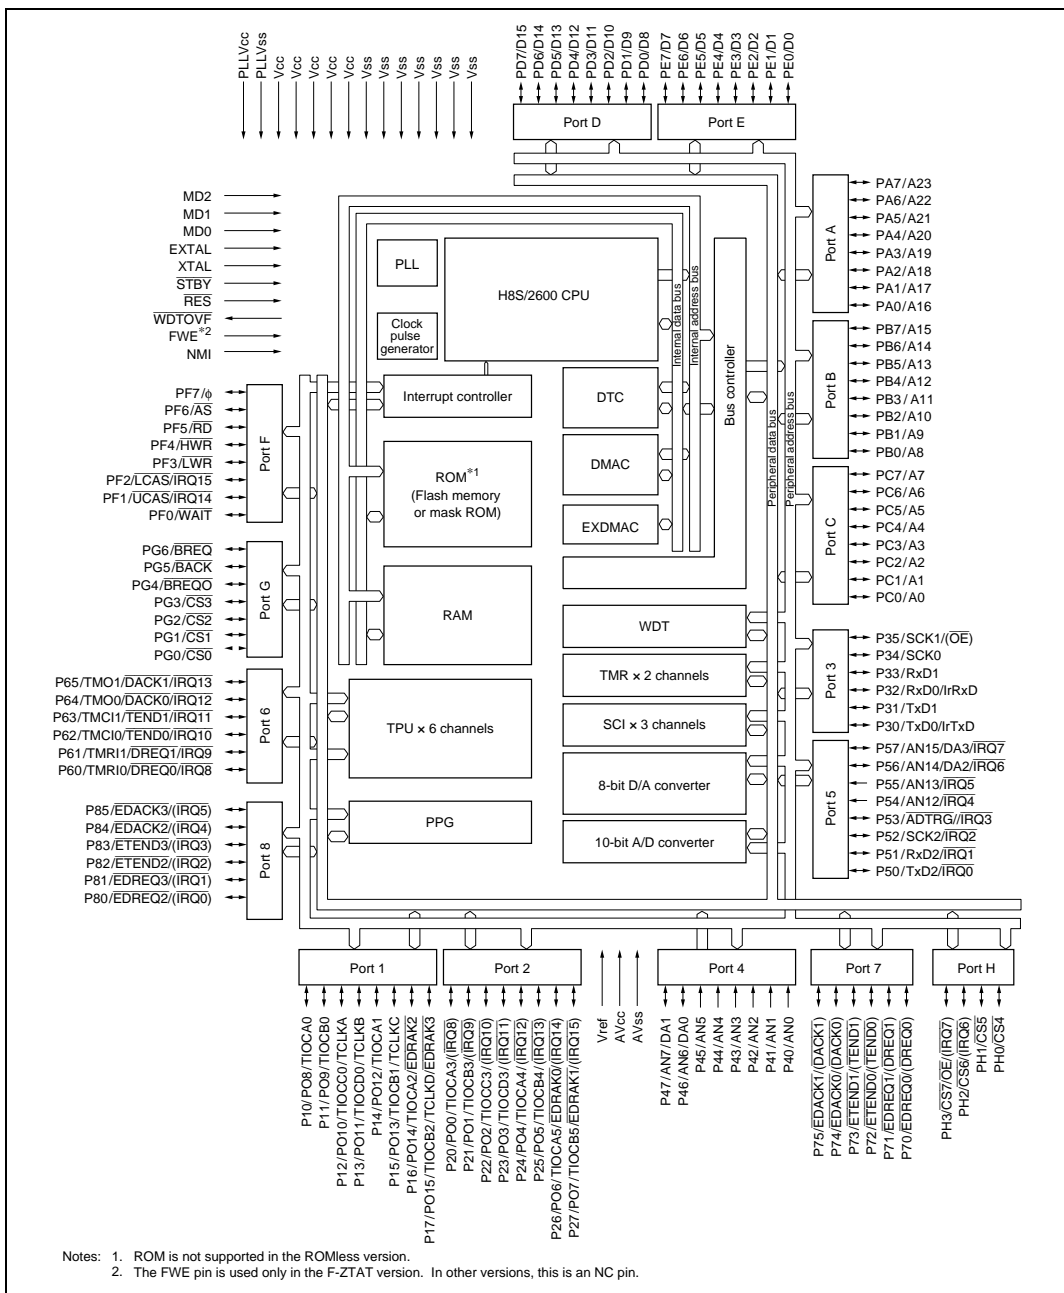 PLLVcc
PLLVss
Vcc
Vcc
Vcc
Vcc
Vcc
Vss
Vss
Vss
Vss
Vss
Vss
Vss
PD7/D15
PD6/D14
PD5/D13
PD4/D12
PD3/D11
PD2/D10
PD1/D9
PD0/D8
PE7/D7
PE6/D6
PE5/D5
PE4/D4
PE3/D3
PE2/D2
PE1/D1
PE0/D0
Port D
Port E
MD2
MD1
MD0
EXTAL
XTAL
STBY
RES
WDTOVF
FWE*2
NMI
PLL
Clock
pulse
generator
H8S/2600 CPU
Internal data bus
Internal address bus
Bus controller
Peripheral data bus
Peripheral address bus
Interrupt controller
DTC
DMAC
EXDMAC
ROM*1
(Flash memory
or mask ROM)
RAM
WDT
TMR × 2 channels
SCI × 3 channels
8-bit D/A converter
10-bit A/D converter
TPU × 6 channels
PPG
Port A
PA7/A23
PA6/A22
PA5/A21
PA4/A20
PA3/A19
PA2/A18
PA1/A17
PA0/A16
Port B
PB7/A15
PB6/A14
PB5/A13
PB4/A12
PB3 / A11
PB2/A10
PB1/A9
PB0/A8
Port C
PC7/A7
PC6/A6
PC5/A5
PC4/A4
PC3/A3
PC2/A2
PC1/A1
PC0/A0
Port 3
P35/SCK1/(OE)
P34/SCK0
P33/RxD1
P32/RxD0/IrRxD
P31/TxD1
P30/TxD0/IrTxD
Port 5
P57/AN15/DA3/IRQ7
P56/AN14/DA2/IRQ6
P55/AN13/IRQ5
P54/AN12/IRQ4
P53/ADTRG/IRQ3
P52/SCK2/IRQ2
P51/RxD2/IRQ1
P50/TxD2/IRQ0
PF7/ϕ
PF6/AS
PF5/RD
PF4/HWR
PF3/LWR
PF2/LCAS/IRQ15
PF1/UCAS/IRQ14
PF0/WAIT
Port F
PG6/BREQ
PG5/BACK
PG4/BREQO
PG3/CS3
PG2/CS2
PG1/CS1
PG0/CS0
Port G
P65/TMO1/DACK1/IRQ13
P64/TMO0/DACK0/IRQ12
P63/TMCI1/TEND1/IRQ11
P62/TMCI0/TEND0/IRQ10
P61/TMRI1/DREQ1/IRQ9
P60/TMRI0/DREQ0/IRQ8
Port 6
P85/EDACK3/(IRQ5)
P84/EDACK2/(IRQ4)
P83/ETEND3/(IRQ3)
P82/ETEND2/(IRQ2)
P81/EDREQ3/(IRQ1)
P80/EDREQ2/(IRQ0)
Port 8
Port 1
Port 2
Port 4
Port 7
Port H
P10/PO8/TIOCA0
P11/PO9/TIOCB0
P12/PO10/TIOCC0/TCLKA
P13/PO11/TIOCD0/TCLKB
P14/PO12/TIOCA1
P15/PO13/TIOCB1/TCLKC
P16/PO14/TIOCA2/EDRAK2
P17/PO15/TIOCB2/TCLKD/EDRAK3
P20/PO0/TIOCA3/(IRQ8)
P21/PO1/TIOCB3/(IRQ9)
P22/PO2/TIOCC3/(IRQ10)
P23/PO3/TIOCD3/(IRQ11)
P24/PO4/TIOCA4/(IRQ12)
P25/PO5/TIOCB4/(IRQ13)
P26/PO6/TIOCA5/EDRAK0/(IRQ14)
P27/PO7/TIOCB5/EDRAK1/(IRQ15)
Vref
AVcc
AVss
P47/AN7/DA1
P46/AN6/DA0
P45/AN5
P44/AN4
P43/AN3
P42/AN2
P41/AN1
P40/AN0
P75/EDACK1/(DACK1)
P74/EDACK0/(DACK0)
P73/ETEND1/(TEND1)
P72/ETEND0/(TEND0)
P71/EDREQ1/(DREQ1)
P70/EDREQ0/(DREQ0)
PH3/CS7/OE/(IRQ7)
PH2/CS6/(IRQ6)
PH1/CS5
PH0/CS4
Notes: 1. ROM is not supported in the ROMless version.
2. The FWE pin is used only in the F-ZTAT version. In other versions, this is an NC pin.